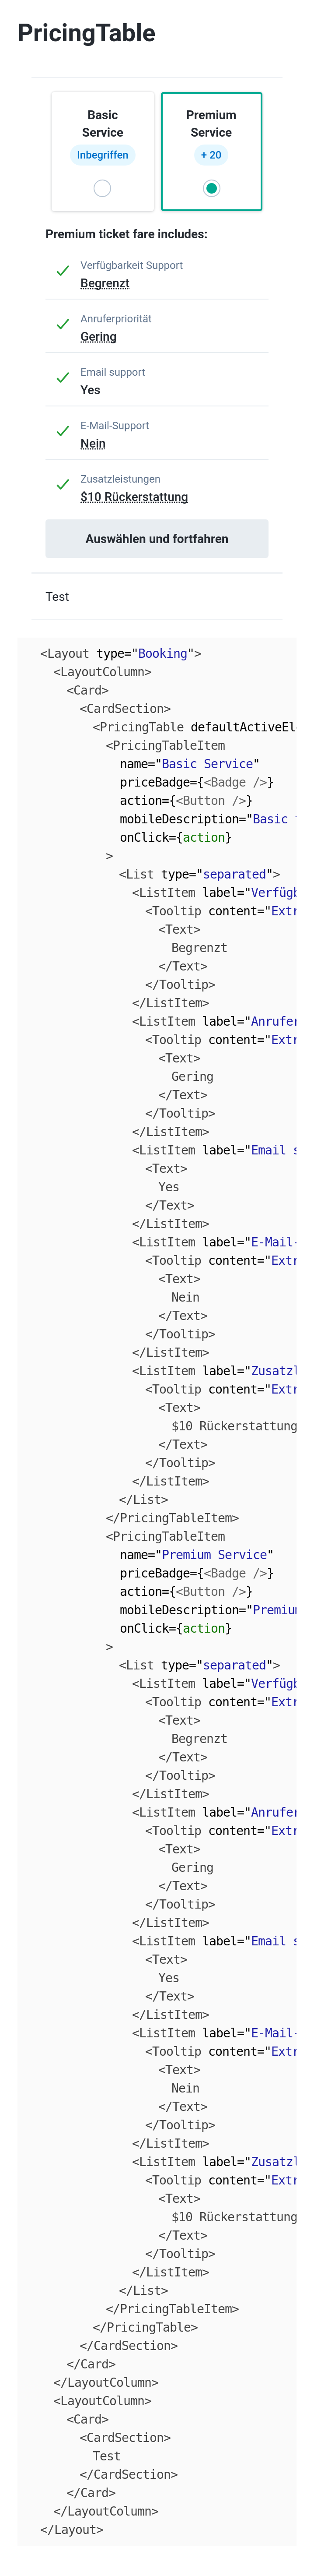 PricingTable
Basic
Service
Inbegriffen
Premium
Service
+ 20
Premium ticket fare includes:
Verfügbarkeit Support
Begrenzt
Anruferpriorität
Gering
Email support
Yes
E-Mail-Support
Nein
Zusatzleistungen
$10 Rückerstattung
Auswählen und fortfahren
Test
<Layout type="Booking">
<LayoutColumn>
<Card>
<CardSection>
<PricingTable defaultActiveEl
<PricingTableItem
name="Basic Service"
priceBadge={<Badge />}
action={<Button />}
mobileDescription="Basic
onClick={action}
>
<List type="separated">
<ListItem label="Verfügb
<Tooltip content="Extr
<Text>
Begrenzt
</Text>
</Tooltip>
</ListItem>
<ListItem label="Anrufer
<Tooltip content="Extr
<Text>
Gering
</Text>
</Tooltip>
</ListItem>
<ListItem label="Email s
<Text>
Yes
</Text>
</ListItem>
<ListItem label="E-Mail-
<Tooltip content="Extr
<Text>
Nein
</Text>
</Tooltip>
</ListItem>
<ListItem label="Zusatzl
<Tooltip content="Extr
<Text>
$10 Rückerstattung
</Text>
</Tooltip>
</ListItem>
</List>
</PricingTableItem>
<PricingTableItem
name="Premium Service"
priceBadge={<Badge />}
action={<Button />}
mobileDescription="Premium
onClick={action}
>
<List type="separated">
<ListItem label="Verfügb
<Tooltip content="Extr
<Text>
Begrenzt
</Text>
</Tooltip>
</ListItem>
<ListItem label="Anrufer
<Tooltip content="Extr
<Text>
Gering
</Text>
</Tooltip>
</ListItem>
<ListItem label="Email s
<Text>
Yes
</Text>
</ListItem>
<ListItem label="E-Mail-
<Tooltip content="Extr
<Text>
Nein
</Text>
</Tooltip>
</ListItem>
<ListItem label="Zusatzl
<Tooltip content="Extr
<Text>
$10 Rückerstattung
</Text>
</Tooltip>
</ListItem>
</List>
</PricingTableItem>
</PricingTable>
</CardSection>
</Card>
</LayoutColumn>
<LayoutColumn>
<Card>
<CardSection>
Test
</CardSection>
</Card>
</LayoutColumn>
</Layout>